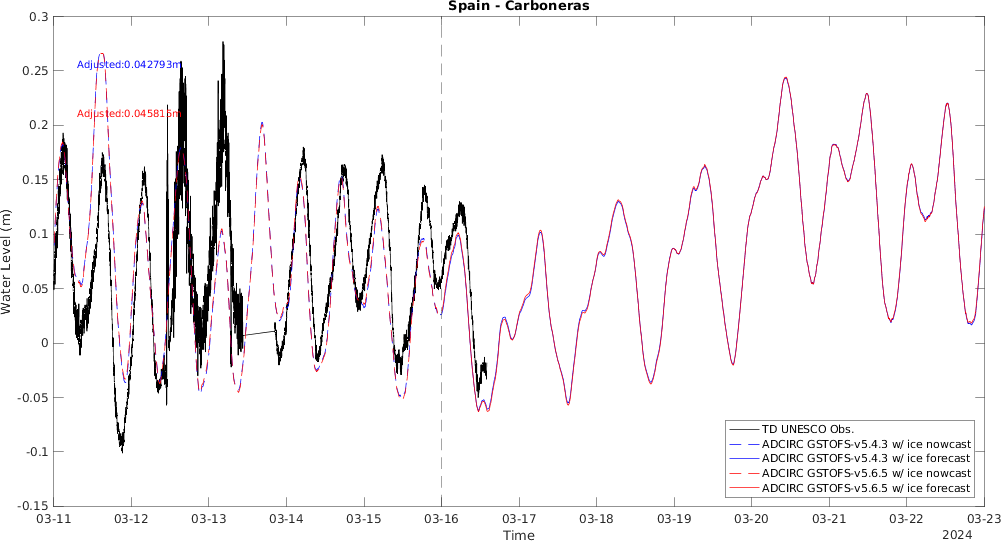 Spain - Carboneras
0.3
0.25
0.2
0.15
0.1
0.05
0
-0.05
-0.1
-0.15
Water Level (m)
Adjusted:0.042793m
Adjusted:0.045815m
TD UNESCO Obs.
ADCIRC GSTOFS-v5.4.3 w/ ice nowcast
ADCIRC GSTOFS-v5.4.3 w/ ice forecast
ADCIRC GSTOFS-v5.6.5 w/ ice nowcast
ADCIRC GSTOFS-v5.6.5 w/ ice forecast
03-11 03-12 03-13 03-14 03-15 03-16 03-17 03-18 03-19 03-20 03-21 03-22 03-23
Time
2024